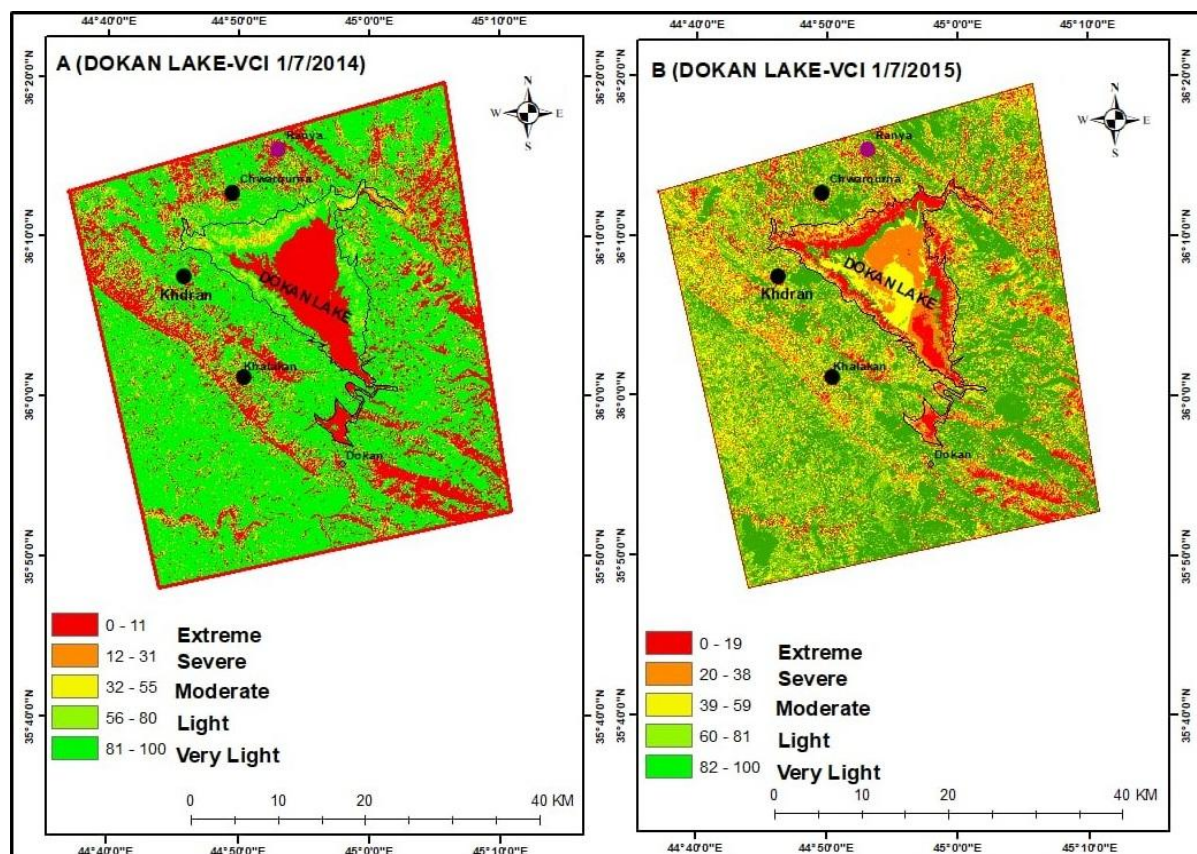 44°40'0"E 44°50'0"E 45°0'0"E 45°10'0"E
A (DOKAN LAKE-VCI 1/7/2014)
N
W E
S
36°20'0"N
36°10'0"N
36°0'0"N
35°50'0"N
35°40'0"N
Ranya
Chwarqurna
Khdran
DOKAN LAKE
Khalakan
Dokan
0 - 11 Extreme
12 - 31 Severe
32 - 55 Moderate
56 - 80 Light
81 - 100 Very Light
0 10 20 40 KM
44°40'0"E 44°50'0"E 45°0'0"E 45°10'0"E
44°40'0"E 44°50'0"E 45°0'0"E 45°10'0"E
B (DOKAN LAKE-VCI 1/7/2015)
N
W E
S
36°20'0"N
36°10'0"N
36°0'0"N
35°50'0"N
35°40'0"N
Ranya
Chwarqurna
Khdran
DOKAN LAKE
Khalakan
Dokan
0 - 19 Extreme
20 - 38 Severe
39 - 59 Moderate
60 - 81 Light
82 - 100 Very Light
0 10 20 40 KM
44°40'0"E 44°50'0"E 45°0'0"E 45°10'0"E
36°20'0"N
36°10'0"N
36°0'0"N
35°50'0"N
35°40'0"N